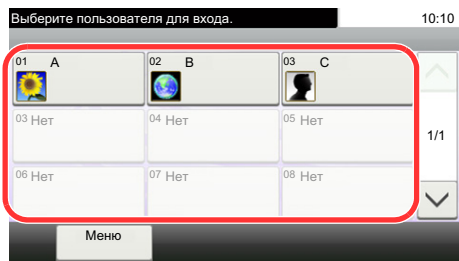 Выберите пользователя для входа. 10:10
01 A 02 B 03 C
03 Нет 04 Нет 05 Нет
1/1
06 Нет 07 Нет 08 Нет
Меню